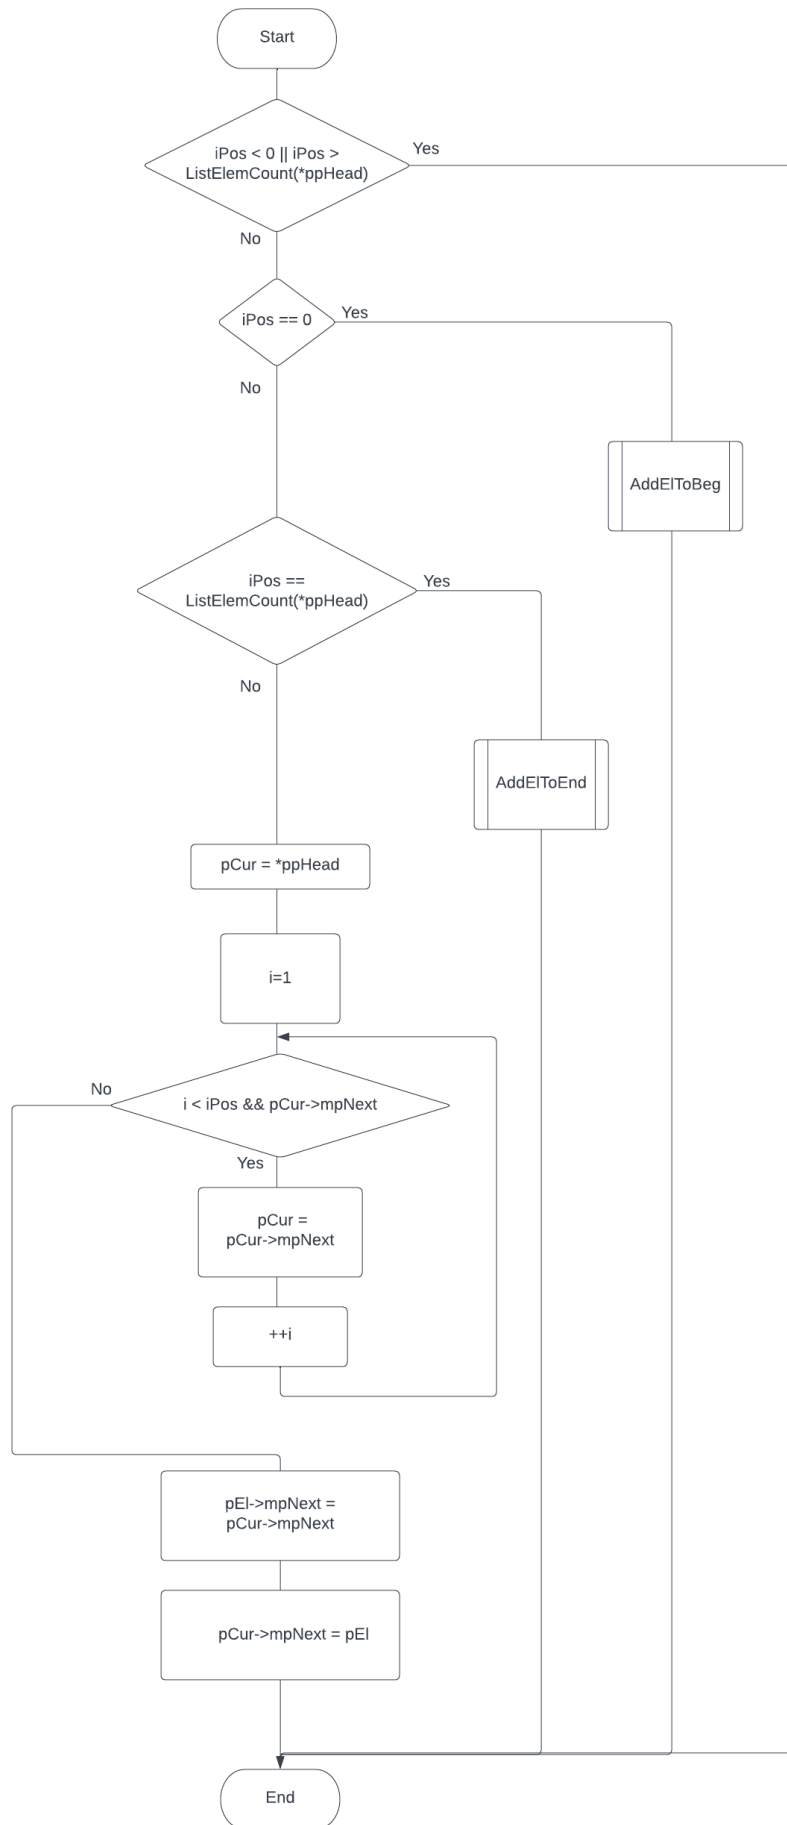 Start
iPos < 0 || iPos >
ListElemCount(*ppHead)
Yes
No
iPos == 0
Yes
No
AddElToBeg
iPos ==
ListElemCount(*ppHead)
Yes
No
AddElToEnd
pCur = *ppHead
i=1
No
i < iPos && pCur->mpNext
Yes
pCur =
pCur->mpNext
++i
pEl->mpNext =
pCur->mpNext
pCur->mpNext = pEl
End